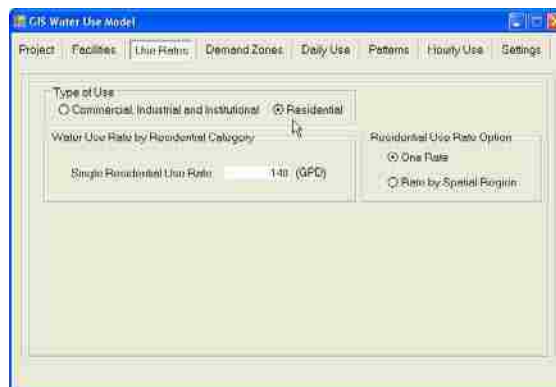 GIS Water Use Model
Project Facilities Use Rates Demand Zones Daily Use Patterns Hourly Use Settings
Type of Use
Commercial, Industrial and Institutional Residential
Water Use Rate by Residential Category
Residential Use Rate Option
One Rate
Single Residential Use Rate 148 (GPD)
Rate by Spatial Region